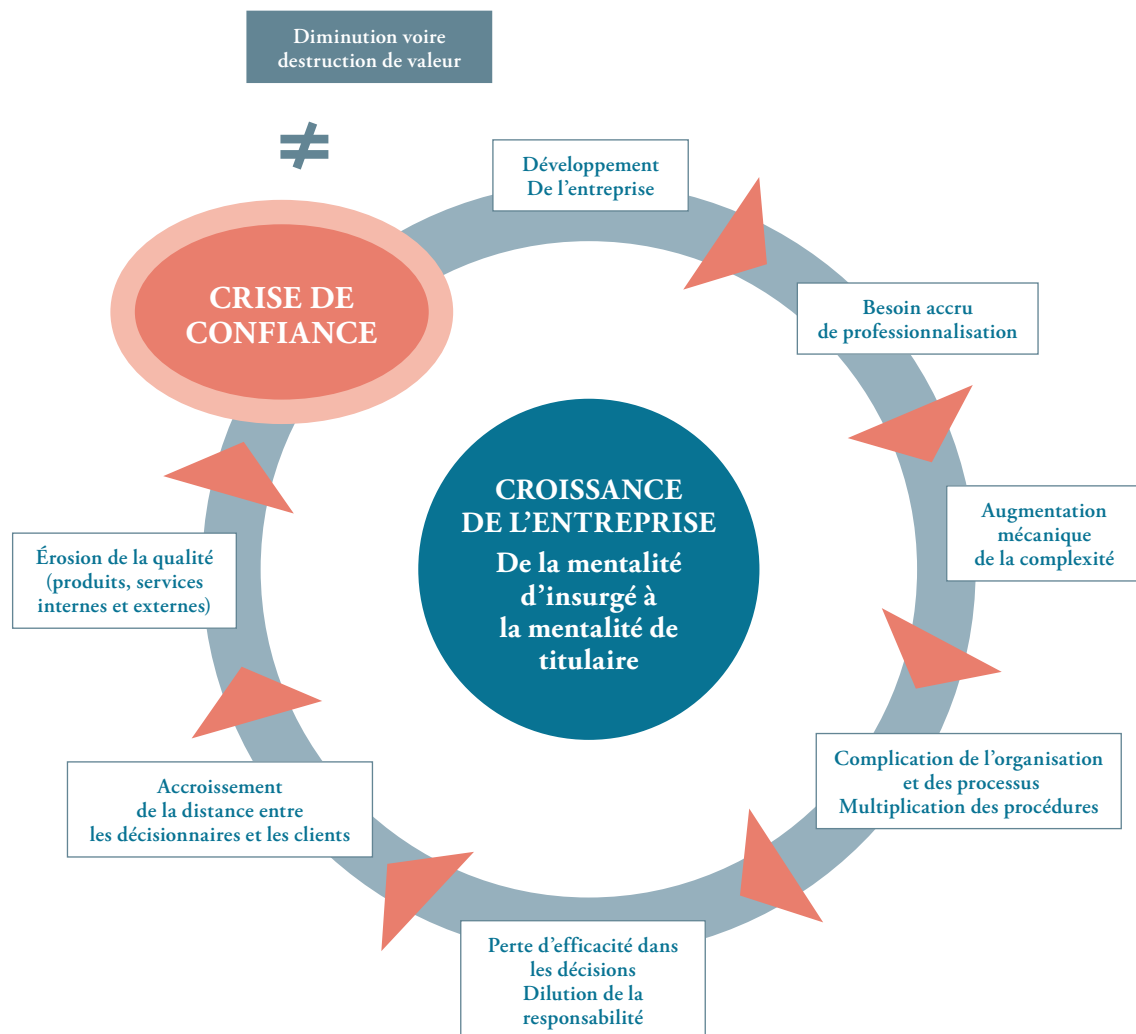 Diminution voire
destruction de valeur
≠
Développement
De l’entreprise
CRISE DE
CONFIANCE
Besoin accru
de professionnalisation
CROISSANCE
DE L’ENTREPRISE
De la mentalité
d’insurgé à
la mentalité de
titulaire
Augmentation
mécanique
de la complexité
Érosion de la qualité
(produits, services
internes et externes)
Complication de l’organisation
et des processus
Multiplication des procédures
Accroissement
de la distance entre
les décisionnaires et les clients
Perte d’efficacité dans
les décisions
Dilution de la
responsabilité